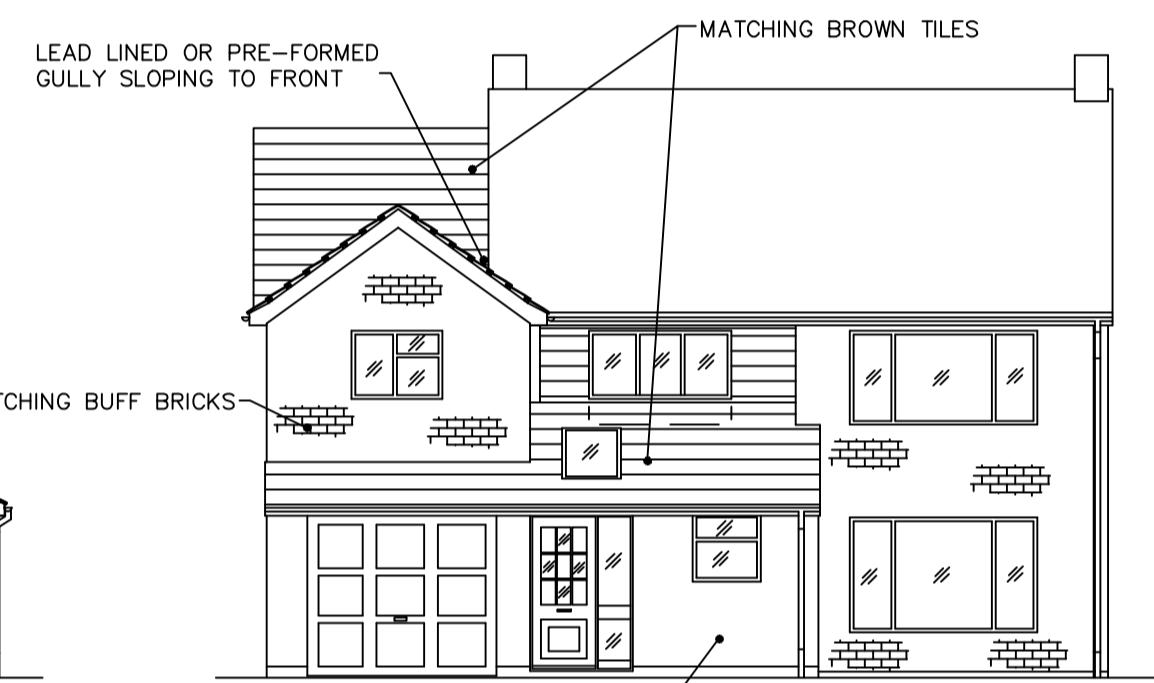 MATCHING BROWN TILES
LEAD LINED OR PRE-FORMED
GULLY SLOPING TO FRONT
TCHING BUFF BRICKS